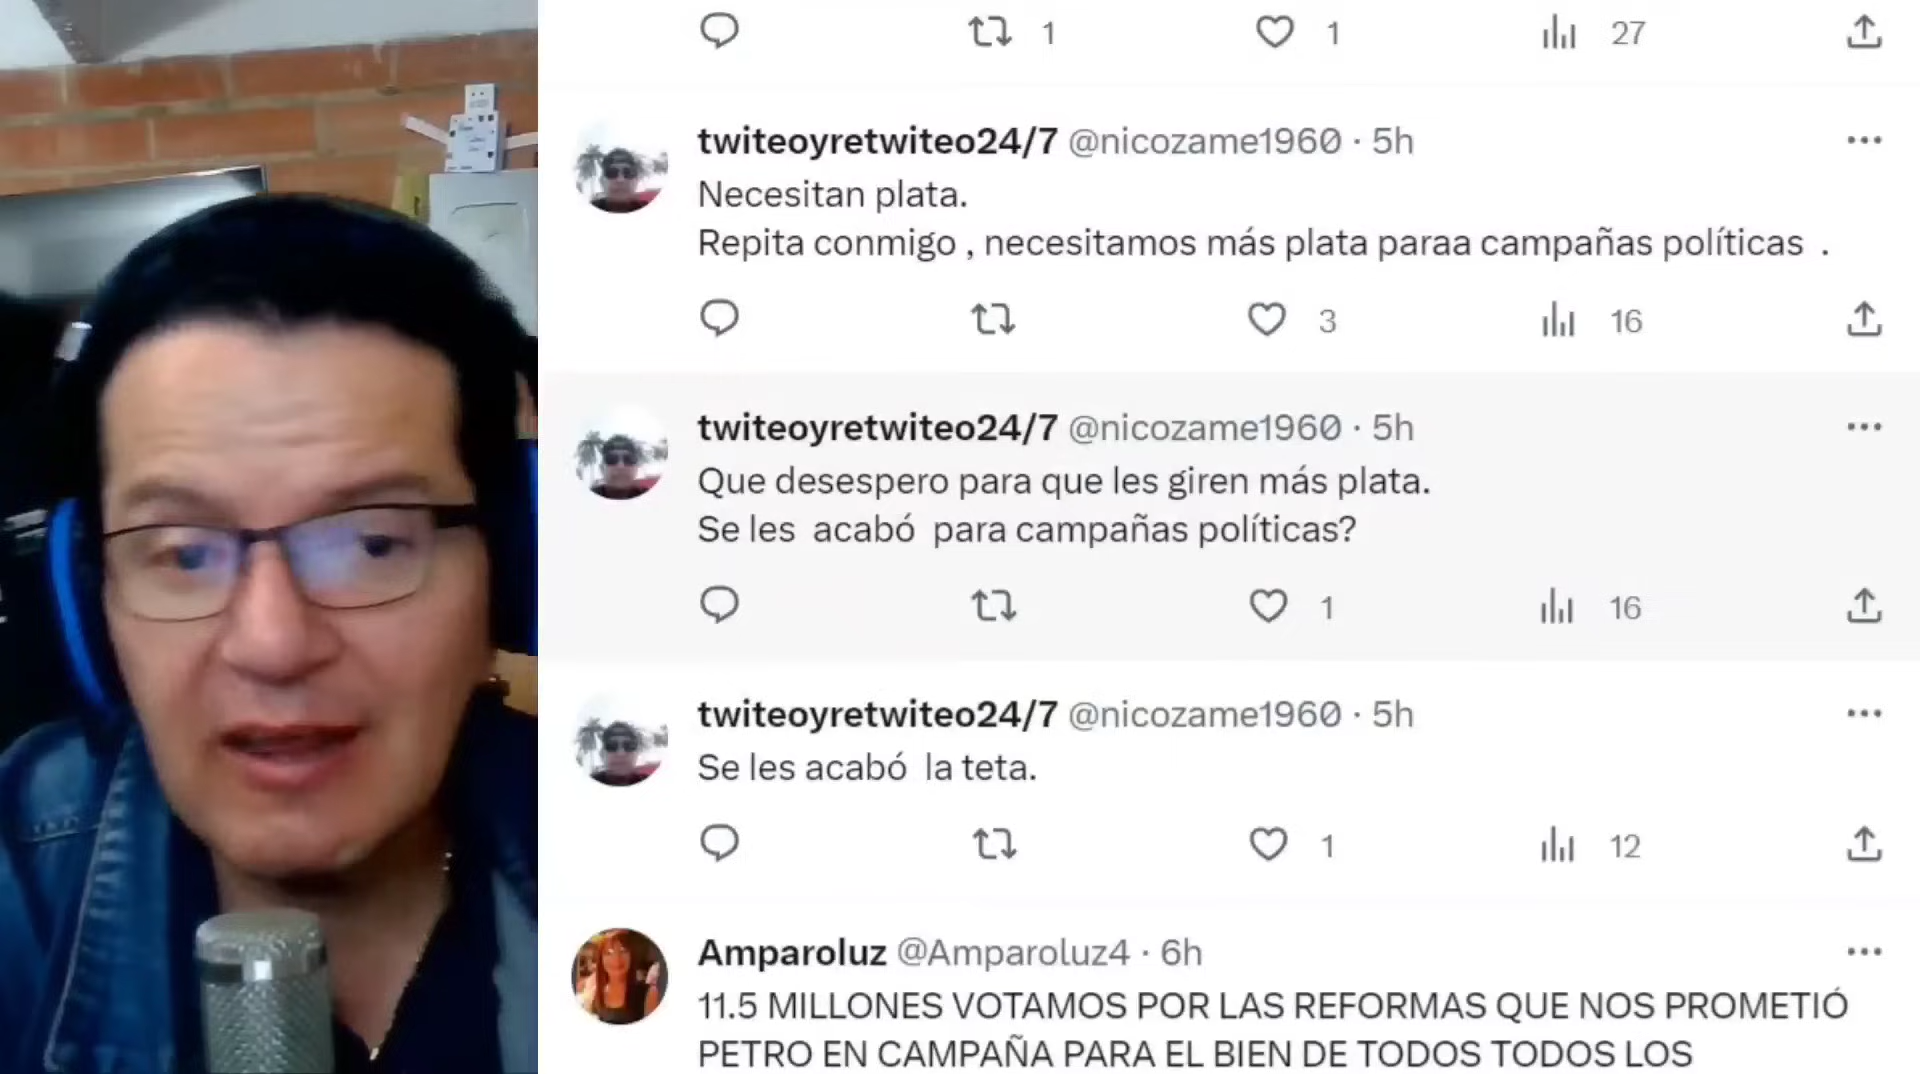 1 1 27
twiteoyretwiteo24/7 @nicozame1960 · 5h
Necesitan plata.
Repita conmigo , necesitamos más plata paraa campañas políticas .
3 16
twiteoyretwiteo24/7 @nicozame1960 · 5h
Que desespero para que les giren más plata.
Se les acabó para campañas políticas?
1 16
twiteoyretwiteo24/7 @nicozame1960 · 5h
Se les acabó la teta.
1 12
Amparoluz @Amparoluz4 · 6h
11.5 MILLONES VOTAMOS POR LAS REFORMAS QUE NOS PROMETIÓ
PETRO EN CAMPAÑA PARA EL BIEN DE TODOS TODOS LOS